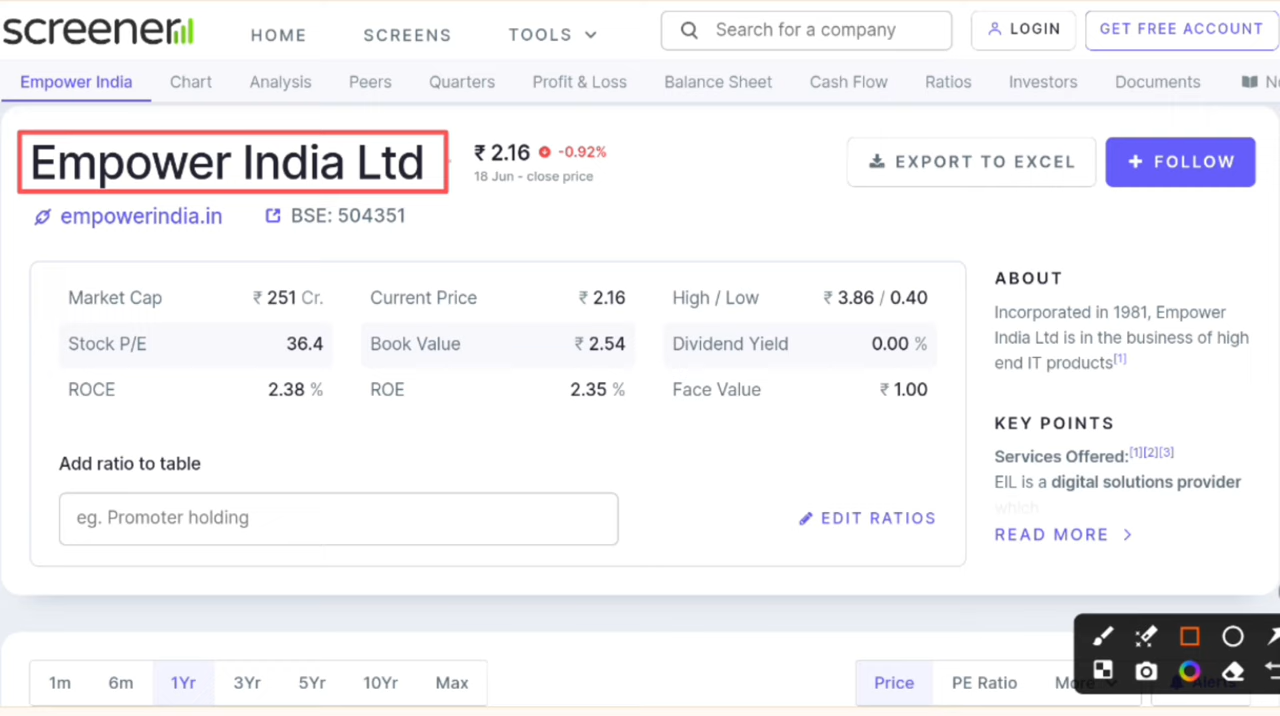 screener
HOME SCREENS TOOLS
Search for a company
LOGIN
GET FREE ACCOUNT
Empower India Chart Analysis Peers Quarters Profit & Loss Balance Sheet Cash Flow Ratios Investors Documents
Empower India Ltd
₹ 2.16 -0.92%
18 Jun - close price
EXPORT TO EXCEL
+ FOLLOW
empowerindia.in BSE: 504351
Market Cap ₹ 251 Cr. Current Price ₹ 2.16 High / Low ₹ 3.86 / 0.40
Stock P/E 36.4 Book Value ₹ 2.54 Dividend Yield 0.00 %
ROCE 2.38 % ROE 2.35 % Face Value ₹ 1.00
Add ratio to table
eg. Promoter holding
EDIT RATIOS
ABOUT
Incorporated in 1981, Empower
India Ltd is in the business of high
end IT products[1]
KEY POINTS
Services Offered:[1][2][3]
EIL is a digital solutions provider
which
READ MORE
1m 6m 1Yr 3Yr 5Yr 10Yr Max
Price PE Ratio More